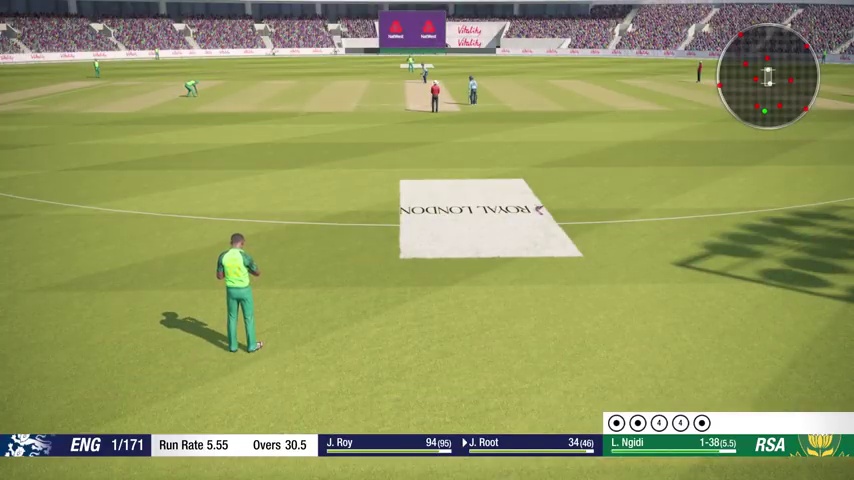 NatWest NatWest
Vitality
Vitality
ROYAL LONDON
4 4
ENG 1/171 Run Rate 5.55 Overs 30.5 J. Roy 94(95) J. Root 34(46) L. Ngidi 1-38(5.5) RSA